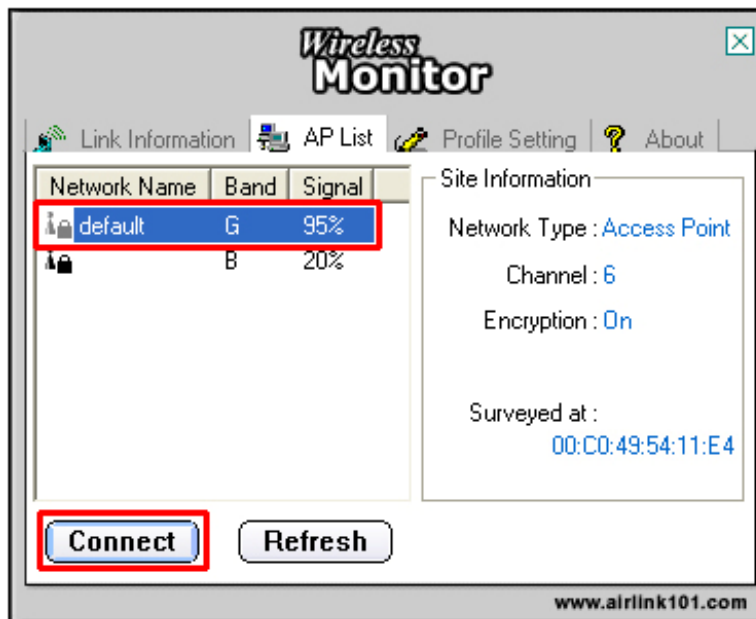 Wireless
Monitor
Link Information AP List Profile Setting ? About
Network Name Band Signal
default G 95%
B 20%
Site Information
Network Type : Access Point
Channel : 6
Encryption : On
Surveyed at :
00:C0:49:54:11:E4
Connect Refresh
www.airlink101.com